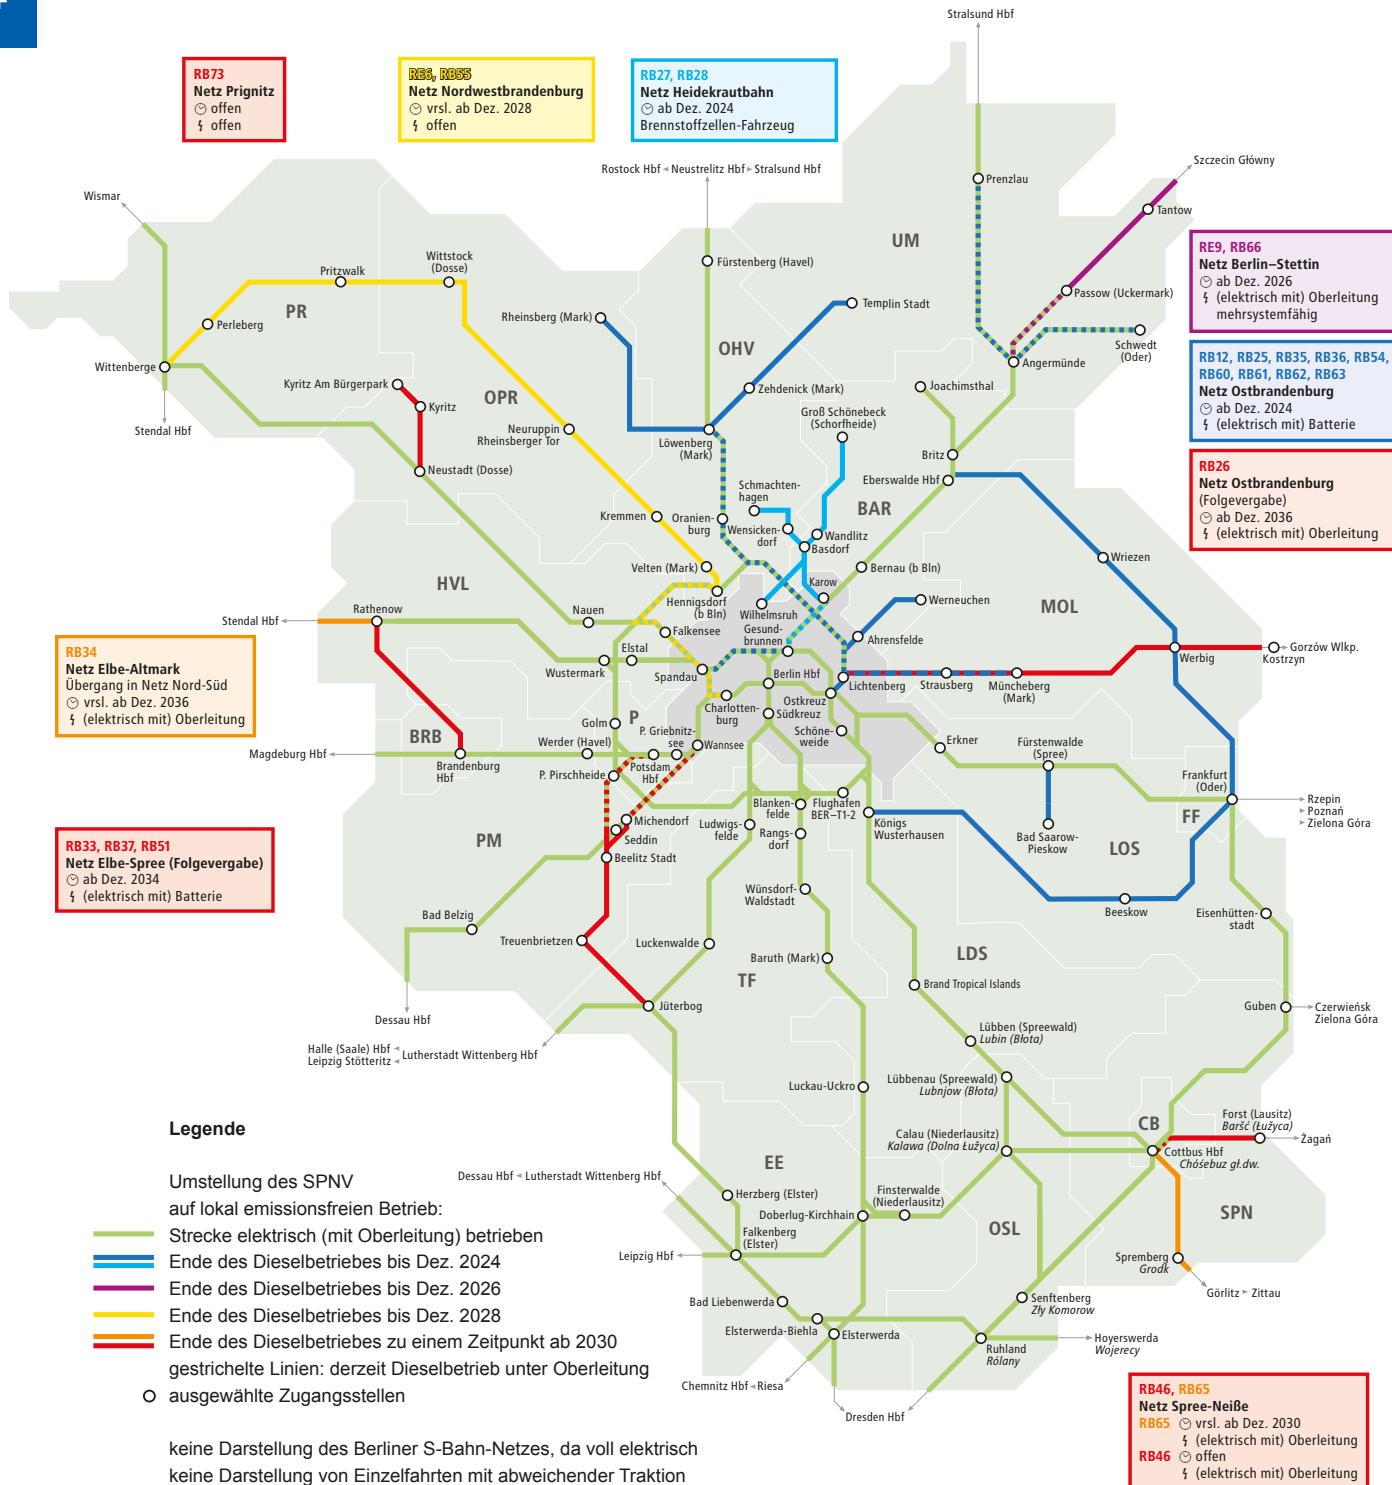 Stralsund Hbf
RB73
Netz Prignitz
offen
offen
RE6, RB55
Netz Nordwestbrandenburg
vrsl. ab Dez. 2028
offen
RB27, RB28
Netz Heidekrautbahn
ab Dez. 2024
Brennstoffzellen-Fahrzeug
Rostock Hbf ◂ Neustrelitz Hbf ▸ Stralsund Hbf
Szczecin Główny
Wismar
Prenzlau
Tantow
UM
RE9, RB66
Netz Berlin–Stettin
ab Dez. 2026
(elektrisch mit) Oberleitung
mehrsystemfähig
Fürstenberg (Havel)
Wittstock
(Dosse)
Pritzwalk
Passow (Uckermark)
Templin Stadt
Rheinsberg (Mark)
PR
Perleberg
Schwedt
(Oder)
OHV
Angermünde
RB12, RB25, RB35, RB36, RB54,
RB60, RB61, RB62, RB63
Netz Ostbrandenburg
ab Dez. 2024
(elektrisch mit) Batterie
Wittenberge
Kyritz Am Bürgerpark
Zehdenick (Mark)
Joachimsthal
OPR
Kyritz
Groß Schönebeck
(Schorfheide)
Stendal Hbf
Neuruppin
Rheinsberger Tor
Löwenberg
(Mark)
Britz
RB26
Netz Ostbrandenburg
(Folgevergabe)
ab Dez. 2036
(elektrisch mit) Oberleitung
Neustadt (Dosse)
Eberswalde Hbf
Schmachten-
hagen
BAR
Kremmen
Oranien-
burg
Wensicken-
dorf
Wandlitz
Basdorf
Wriezen
Velten (Mark)
Bernau (b Bln)
HVL
Karow
Hennigsdorf
(b Bln)
Wilhelmsruh
Werneuchen
MOL
Rathenow
Nauen
Stendal Hbf
Gesund-
brunnen
Falkensee
Ahrensfelde
RB34
Netz Elbe-Altmark
Übergang in Netz Nord-Süd
vrsl. ab Dez. 2036
(elektrisch mit) Oberleitung
Elstal
Wustermark
Spandau
Berlin Hbf
Lichtenberg
Strausberg
Müncheberg
(Mark)
Werbig
Gorzów Wlkp.
Kostrzyn
Charlotten-
burg
Ostkreuz
Südkreuz
P
Golm
P. Griebnitz-
see
Schöne-
weide
BRB
Werder (Havel)
Wannsee
Erkner
Fürstenwalde
(Spree)
Magdeburg Hbf
Brandenburg
Hbf
Potsdam
Hbf
P. Pirschheide
Frankfurt
(Oder)
Blanken-
felde
Flughafen
BER–T1-2
Rzepin
Poznań
Zielona Góra
FF
Michendorf
Ludwigs-
felde
Rangs-
dorf
Königs
Wusterhausen
Bad Saarow-
Pieskow
RB33, RB37, RB51
Netz Elbe-Spree (Folgevergabe)
ab Dez. 2034
(elektrisch mit) Batterie
PM
Seddin
Beelitz Stadt
LOS
Wünsdorf-
Waldstadt
Beeskow
Bad Belzig
Eisenhütten-
stadt
Treuenbrietzen
Luckenwalde
Baruth (Mark)
LDS
TF
Brand Tropical Islands
Jüterbog
Guben
Czerwieńsk
Zielona Góra
Dessau Hbf
Lübben (Spreewald)
Lubin (Błota)
Halle (Saale) Hbf ◂
Leipzig Stötteritz ◂ Lutherstadt Wittenberg Hbf
Luckau-Uckro
Lübbenau (Spreewald)
Lubnjow (Błota)
Legende
CB
Forst (Lausitz)
Baršć (Łužyca)
Calau (Niederlausitz)
Kalawa (Dolna Łužyca)
Żagań
Cottbus Hbf
Chóśebuz gł.dw.
EE
Umstellung des SPNV
auf lokal emissionsfreien Betrieb:
Dessau Hbf ◂ Lutherstadt Wittenberg Hbf
Herzberg (Elster)
Finsterwalde
(Niederlausitz)
Doberlug-Kirchhain
SPN
OSL
Strecke elektrisch (mit Oberleitung) betrieben
Falkenberg
(Elster)
Leipzig Hbf
Ende des Dieselbetriebes bis Dez. 2024
Spremberg
Grodk
Ende des Dieselbetriebes bis Dez. 2026
Görlitz ▸ Zittau
Bad Liebenwerda
Senftenberg
Zły Komorow
Ende des Dieselbetriebes bis Dez. 2028
Elsterwerda-Biehla
Elsterwerda
Ende des Dieselbetriebes zu einem Zeitpunkt ab 2030
Ruhland
Rólany
Hoyerswerda
Wojerecy
gestrichelte Linien: derzeit Dieselbetrieb unter Oberleitung
Chemnitz Hbf ◂ Riesa
ausgewählte Zugangsstellen
Dresden Hbf
RB46, RB65
Netz Spree-Neiße
RB65 vrsl. ab Dez. 2030
(elektrisch mit) Oberleitung
RB46 offen
(elektrisch mit) Oberleitung
keine Darstellung des Berliner S-Bahn-Netzes, da voll elektrisch
keine Darstellung von Einzelfahrten mit abweichender Traktion